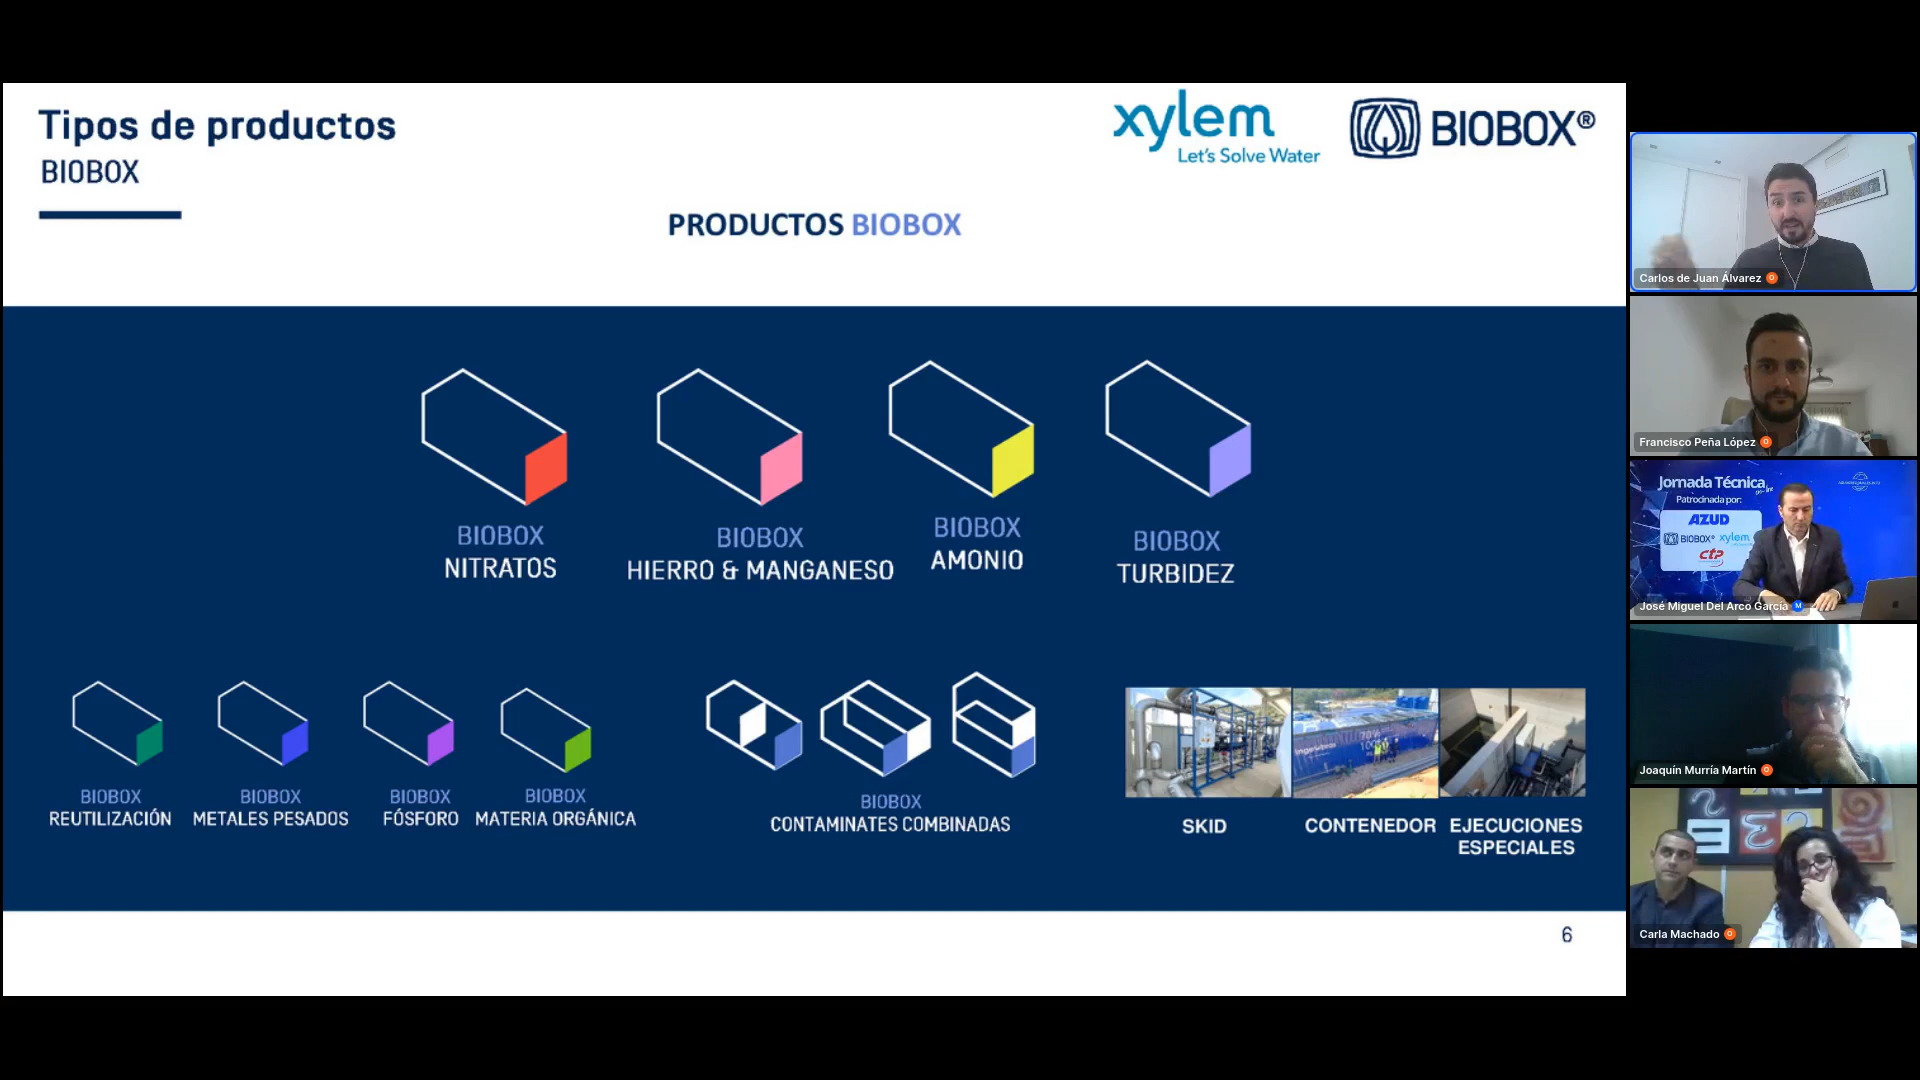 Tipos de productos
BIOBOX
xylem
Let's Solve Water
BIOBOX®
PRODUCTOS BIOBOX
BIOBOX
NITRATOS
BIOBOX
HIERRO & MANGANESO
BIOBOX
AMONIO
BIOBOX
TURBIDEZ
BIOBOX
REUTILIZACIÓN
BIOBOX
METALES PESADOS
BIOBOX
FÓSFORO
BIOBOX
MATERIA ORGÁNICA
BIOBOX
CONTAMINATES COMBINADAS
SKID
CONTENEDOR
EJECUCIONES
ESPECIALES
6
Carlos de Juan Álvarez O
Francisco Peña López O
Jornada Técnica
on-line
Patrocinada por:
AZUD
BIOBOX® xylem
ctp
José Miguel Del Arco García M
Joaquín Murría Martín O
Carla Machado O